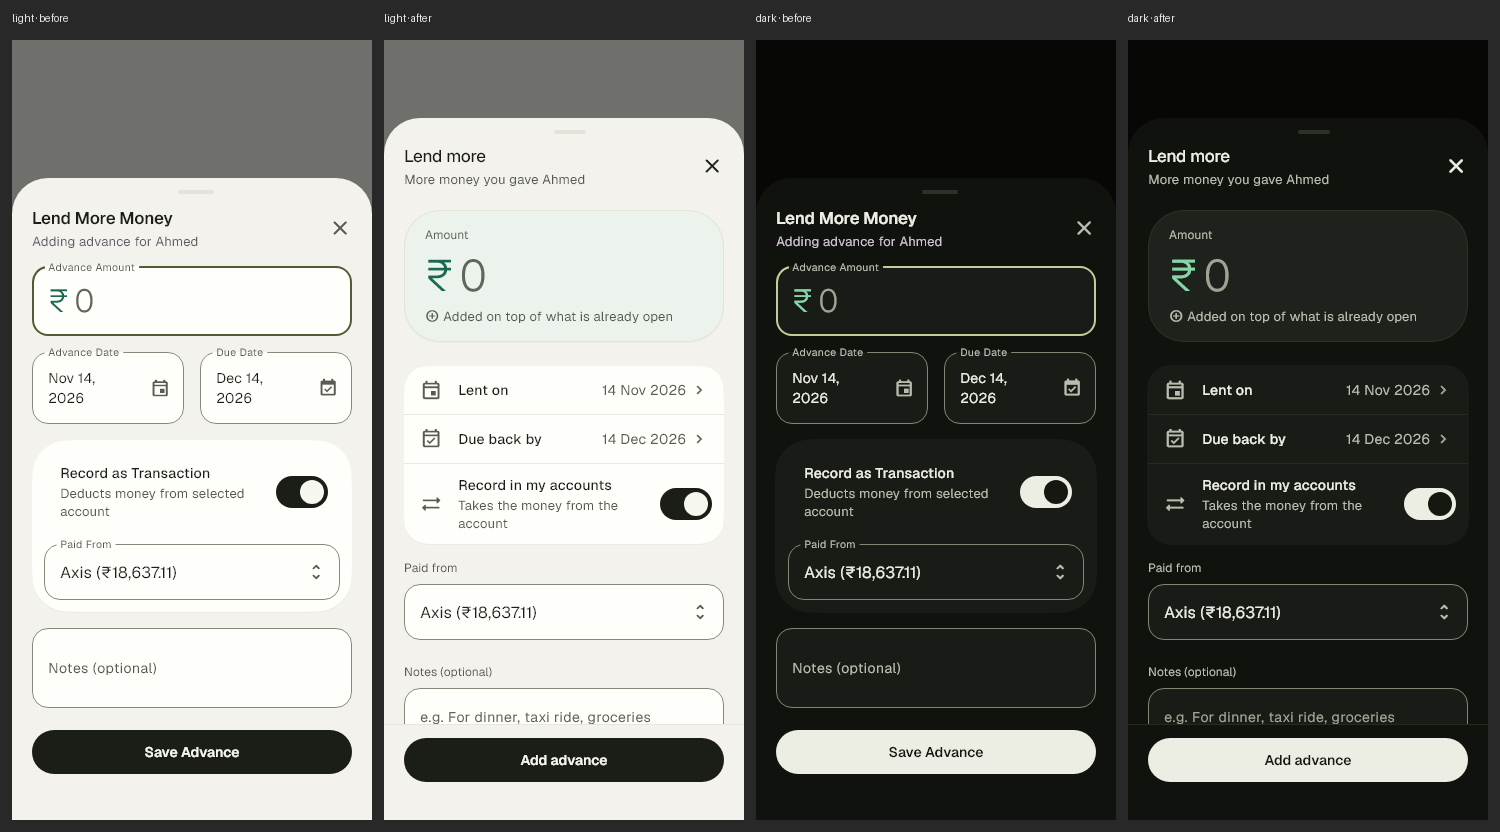 light·before
Lend More Money
Adding advance for Ahmed
Advance Amount
₹ 0
Advance Date
Nov 14,
2026
Due Date
Dec 14,
2026
Record as Transaction
Deducts money from selected
account
Paid From
Axis (₹18,637.11)
Notes (optional)
Save Advance
light·after
Lend more
More money you gave Ahmed
Amount
₹ 0
Added on top of what is already open
Lent on 14 Nov 2026
Due back by 14 Dec 2026
Record in my accounts
Takes the money from the
account
Paid from
Axis (₹18,637.11)
Notes (optional)
e.g. For dinner, taxi ride, groceries
Add advance
dark·before
Lend More Money
Adding advance for Ahmed
Advance Amount
₹ 0
Advance Date
Nov 14,
2026
Due Date
Dec 14,
2026
Record as Transaction
Deducts money from selected
account
Paid From
Axis (₹18,637.11)
Notes (optional)
Save Advance
dark·after
Lend more
More money you gave Ahmed
Amount
₹ 0
Added on top of what is already open
Lent on 14 Nov 2026
Due back by 14 Dec 2026
Record in my accounts
Takes the money from the
account
Paid from
Axis (₹18,637.11)
Notes (optional)
e.g. For dinner, taxi ride, groceries
Add advance